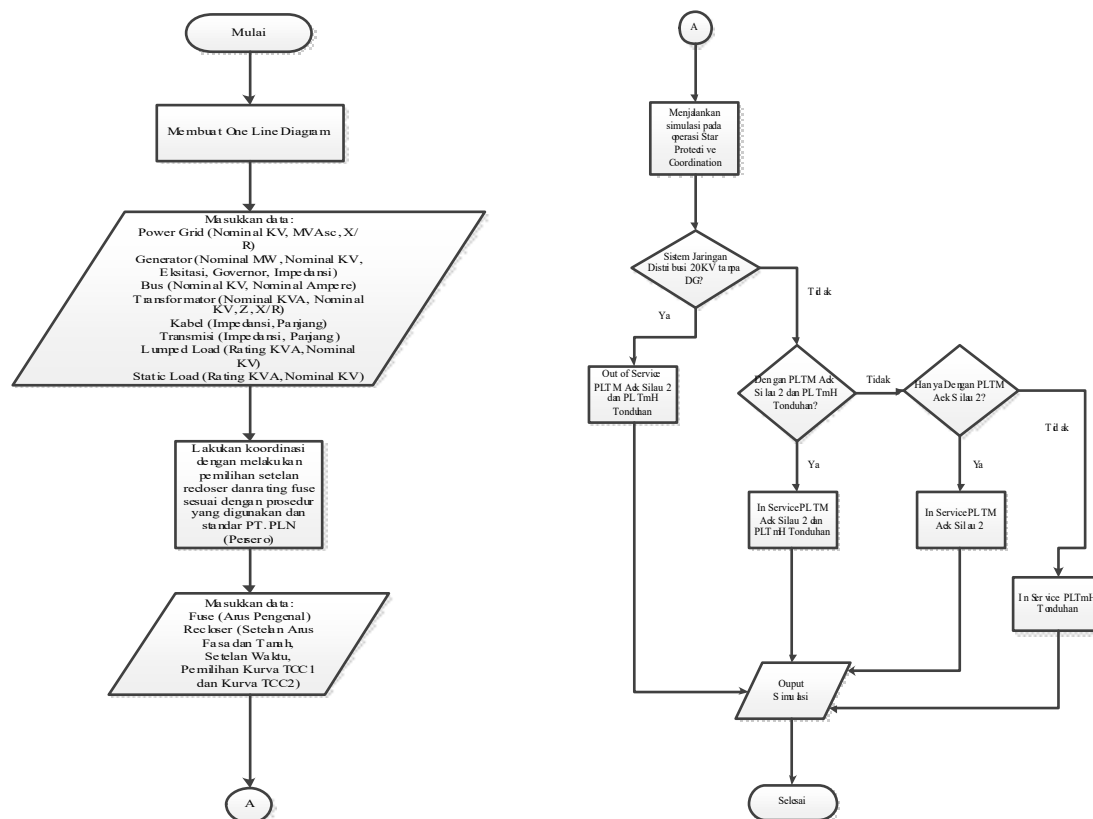 Mulai
Membuat One Line Diagram
Masukkan data:
Power Grid (Nominal KV, MVAsc, X/
R)
Generator (Nominal MW, Nominal KV,
Eksitasi, Governor, Impedansi)
Bus (Nominal KV, Nominal Ampere)
Transformator (Nominal KVA, Nominal
KV, Z, X/R)
Kabel (Impedansi, Panjang)
Transmisi (Impedansi, Panjang)
Lumped Load (Rating KVA, Nominal
KV)
Static Load (Rating KVA, Nominal KV)
Lakukan koordinasi
dengan melakukan
pemilihan setelan
recloser danrating fuse
sesuai dengan prosedur
yang digunakan dan
standar PT. PLN
(Persero)
Masukkan data:
Fuse (Arus Pengenal)
Recloser (Setelan Arus
Fasa dan Tanah,
Setelan Waktu,
Pemilihan Kurva TCC1
dan Kurva TCC2)
A
A
Menjalankan
simulasi pada
operasi Star
Protective
Coordination
Sistem Jaringan
Distribusi 20KV tanpa
DG?
Tidak
Ya
Out of Service
PLTM Aek Silau 2
dan PLTmH
Tonduhan
Dengan PLTM Aek
Silau 2 dan PLTmH
Tonduhan?
Tidak
Hanya Dengan PLTM
Aek Silau 2?
Tidak
Ya
Ya
In Service PLTM
Aek Silau 2 dan
PLTmH Tonduhan
In Service PLTM
Aek Silau 2
In Service PLTmH
Tonduhan
Ouput
Simulasi
Selesai